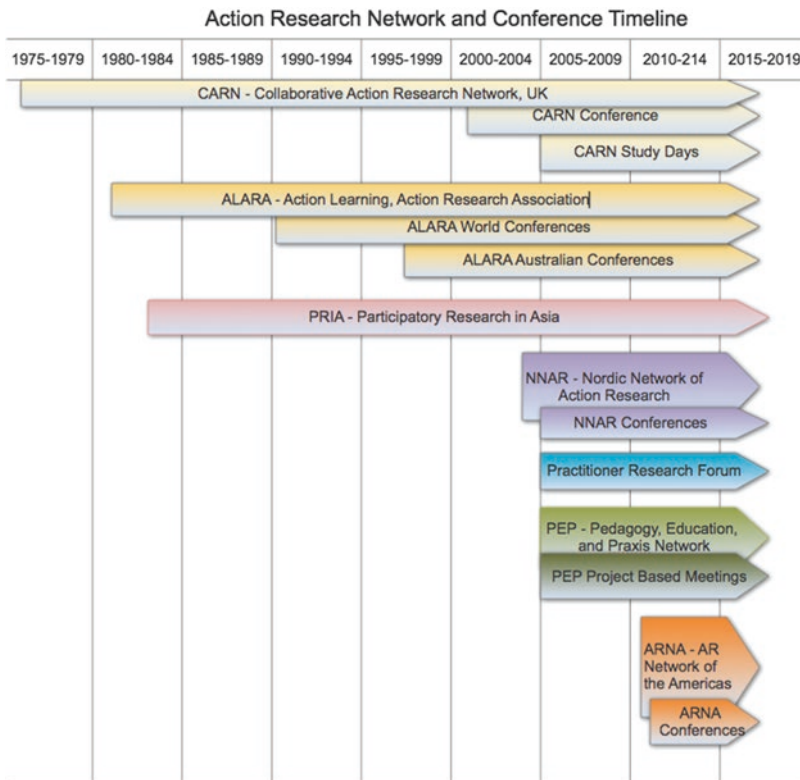 Action Research Network and Conference Timeline
1975-1979 1980-1984 1985-1989 1990-1994 1995-1999 2000-2004 2005-2009 2010-214 2015-2019
CARN - Collaborative Action Research Network, UK
CARN Conference
CARN Study Days
ALARA - Action Learning, Action Research Association
ALARA World Conferences
ALARA Australian Conferences
PRIA - Participatory Research in Asia
NNAR - Nordic Network of
Action Research
NNAR Conferences
Practitioner Research Forum
PEP - Pedagogy, Education,
and Praxis Network
PEP Project Based Meetings
ARNA - AR
Network of
the Americas
ARNA
Conferences